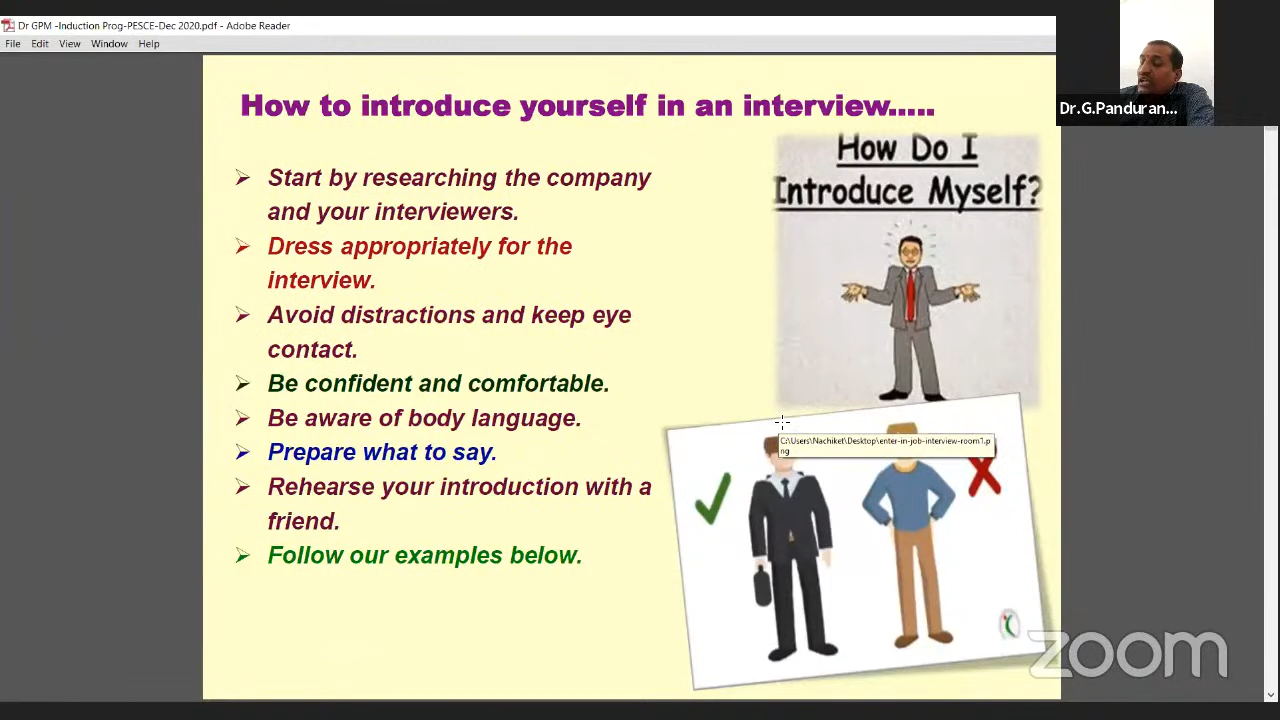 Dr GPM -Induction Prog-PESCE-Dec 2020.pdf - Adobe Reader
File Edit View Window Help
Dr.G.Panduran...
How to introduce yourself in an interview.....
How Do I
Introduce Myself?
Start by researching the company
and your interviewers.
Dress appropriately for the
interview.
Avoid distractions and keep eye
contact.
Be confident and comfortable.
Be aware of body language.
Prepare what to say.
Rehearse your introduction with a
friend.
Follow our examples below.
C:\Users\Nachiket\Desktop\enter-in-job-interview-room1.p
ng
zoom